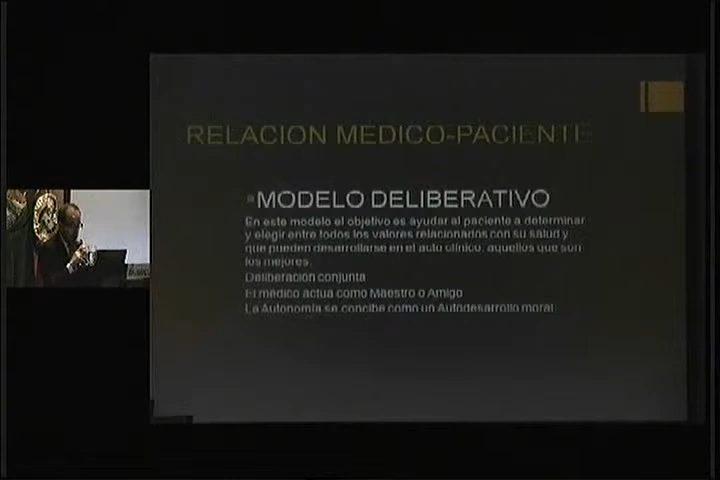 RELACION MEDICO-PACIENTE
MODELO DELIBERATIVO
En este modelo el objetivo es ayudar al paciente a determinar
y elegir entre todos los valores relacionados con su salud y
que pueden desarrollarse en el acto clínico, aquellos que son
los mejores.
Deliberación conjunta
El médico actua como Maestro o Amigo
La Autonomía se concibe como un Autodesarrollo moral